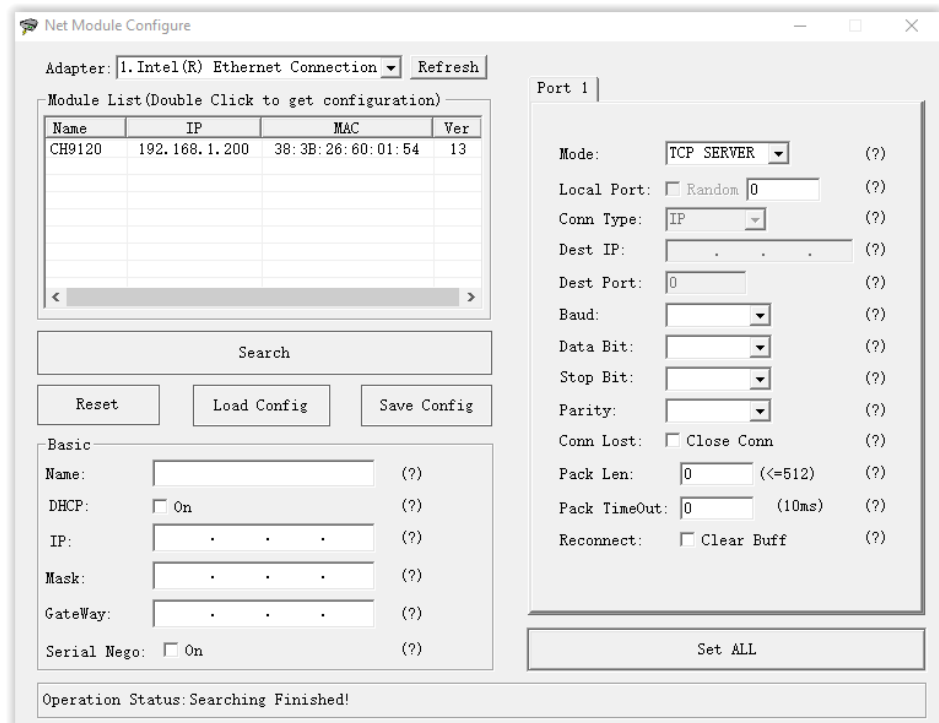 Net Module Configure
Adapter: 1.Intel(R) Ethernet Connection Refresh
Module List(Double Click to get configuration)
Name IP MAC Ver
CH9120 192.168.1.200 38:3B:26:60:01:54 13
Search
Reset Load Config Save Config
Basic
Name: (?)
DHCP: On (?)
IP: . . . (?)
Mask: . . . (?)
GateWay: . . . (?)
Serial Nego: On (?)
Port 1
Mode: TCP SERVER (?)
Local Port: Random 0 (?)
Conn Type: IP (?)
Dest IP: . . . (?)
Dest Port: 0 (?)
Baud: (?)
Data Bit: (?)
Stop Bit: (?)
Parity: (?)
Conn Lost: Close Conn (?)
Pack Len: 0 (<=512) (?)
Pack TimeOut: 0 (10ms) (?)
Reconnect: Clear Buff (?)
Set ALL
Operation Status:Searching Finished!